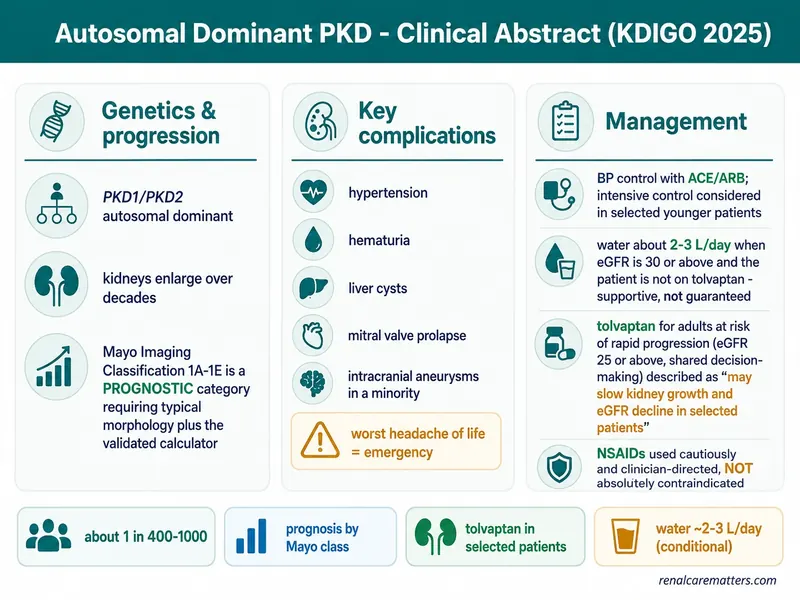 Autosomal Dominant PKD - Clinical Abstract (KDIGO 2025)
Genetics &
progression
PKD1/PKD2
autosomal dominant
kidneys enlarge over
decades
Mayo Imaging
Classification 1A-1E is a
PROGNOSTIC category
requiring typical
morphology plus the
validated calculator
Key
complications
hypertension
hematuria
liver cysts
mitral valve prolapse
intracranial aneurysms
in a minority
worst headache of life
= emergency
Management
BP control with ACE/ARB;
intensive control considered
in selected younger patients
water about 2-3 L/day when
eGFR is 30 or above and the
patient is not on tolvaptan -
supportive, not guaranteed
tolvaptan for adults at risk
of rapid progression (eGFR
25 or above, shared decision-
making) described as “may
slow kidney growth and
eGFR decline in selected
patients”
NSAIDs used cautiously
and clinician-directed, NOT
absolutely contraindicated
about 1 in 400-1000
prognosis by
Mayo class
tolvaptan in
selected patients
water ~2-3 L/day
(conditional)
renalcarematters.com